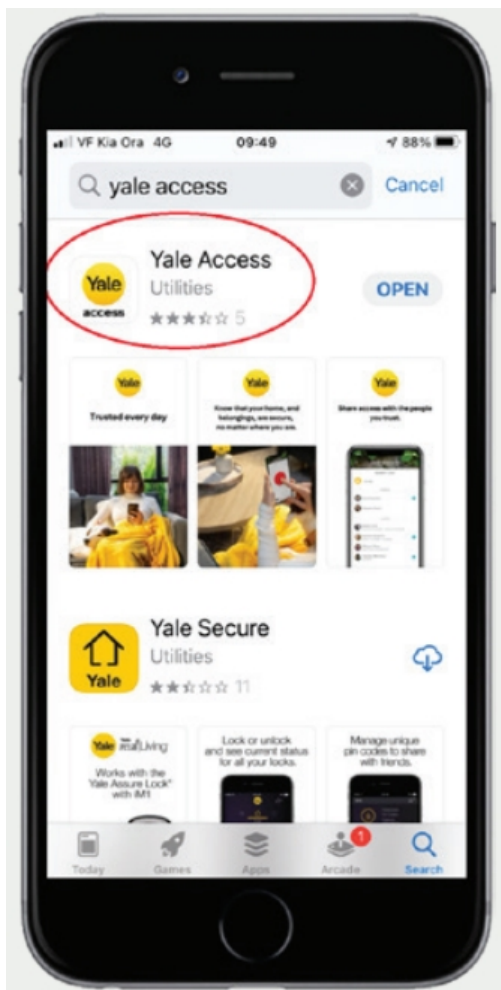 VF Kia Ora 4G 09:49 88%
yale access Cancel
Yale
access
Yale Access
Utilities
5
OPEN
Yale
Trusted every day
Yale
Know that your home, and
belongings, are secure,
no matter where you are.
Yale
Share access with the people
you trust.
Yale
Yale Secure
Utilities
11
Yale Yale Real Living
Works with the
Yale Assure Lock*
with iM1
Lock or unlock
and see current status
for all your locks.
Manage unique
pin codes to share
with friends.
1
Today Games Apps Arcade Search